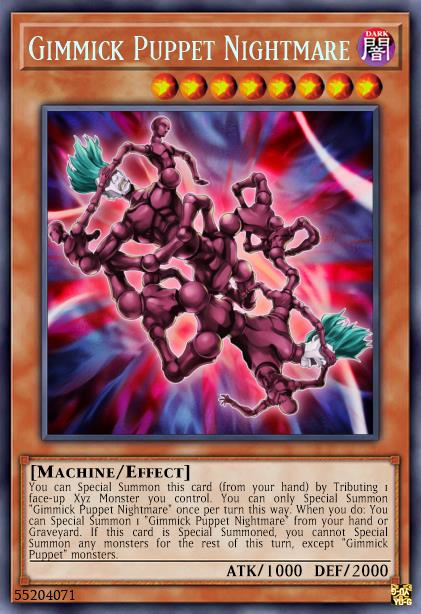 Gimmick Puppet Nightmare
DARK
闇
[Machine/Effect]
You can Special Summon this card (from your hand) by Tributing 1
face-up Xyz Monster you control. You can only Special Summon
"Gimmick Puppet Nightmare" once per turn this way. When you do: You
can Special Summon 1 "Gimmick Puppet Nightmare" from your hand or
Graveyard. If this card is Special Summoned, you cannot Special
Summon any monsters for the rest of this turn, except "Gimmick
Puppet" monsters.
ATK/1000 DEF/2000
55204071